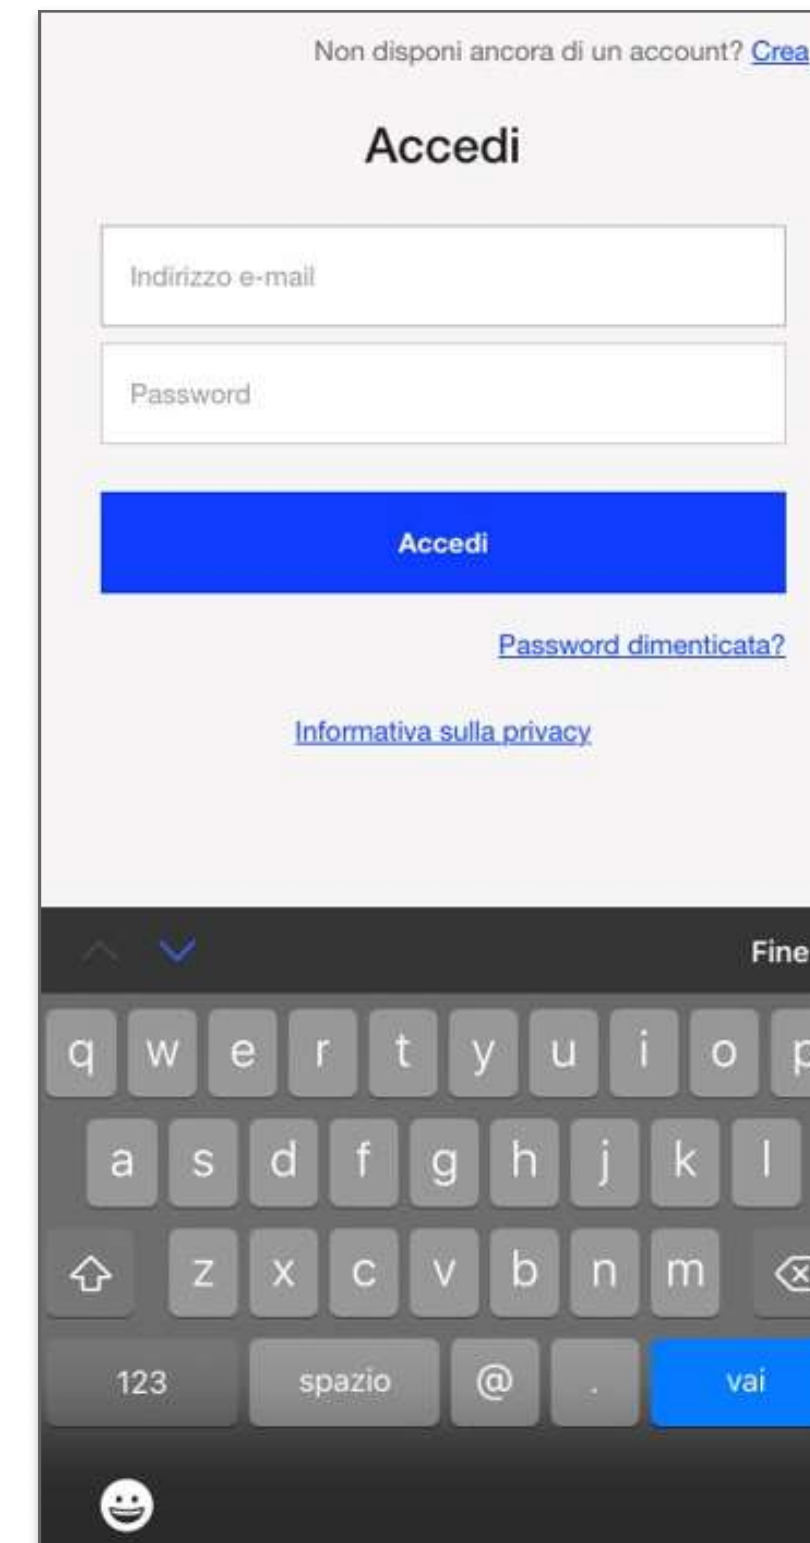 Non disponi ancora di un account? Crea
Accedi
Indirizzo e-mail
Password
Accedi
Password dimenticata?
Informativa sulla privacy
Fine
q w e r t y u i o p
a s d f g h j k l
z x c v b n m
123 spazio @ . vai